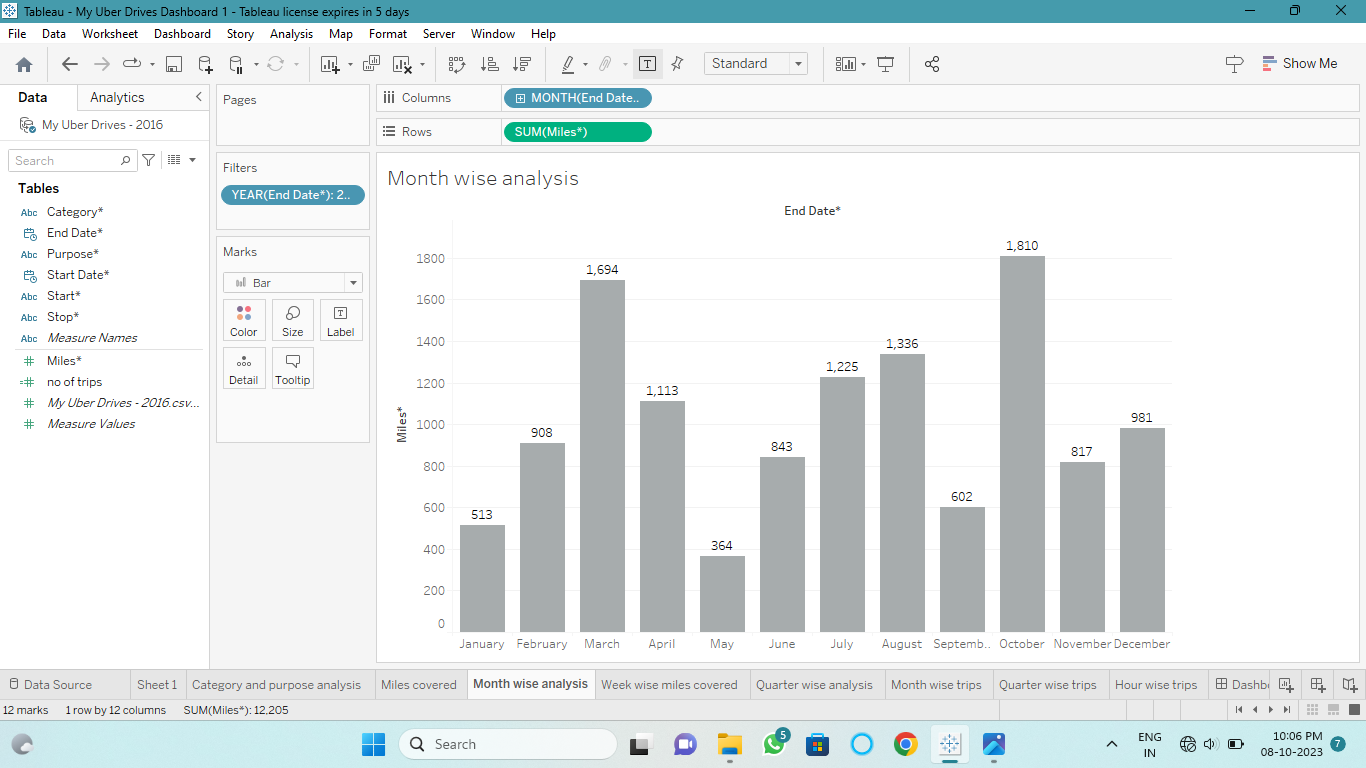 Tableau - My Uber Drives Dashboard 1 - Tableau license expires in 5 days
File Data Worksheet Dashboard Story Analysis Map Format Server Window Help
Standard
Show Me
Data Analytics
My Uber Drives - 2016
Search
Tables
Abc Category*
End Date*
Abc Purpose*
Start Date*
Abc Start*
Abc Stop*
Abc Measure Names
# Miles*
=# no of trips
# My Uber Drives - 2016.csv...
# Measure Values
Pages
Filters
YEAR(End Date*): 2..
Marks
Bar
Color Size Label
Detail Tooltip
Columns MONTH(End Date..
Rows SUM(Miles*)
Month wise analysis
End Date*
Miles*
1800
1600
1400
1200
1000
800
600
400
200
0
513 908 1,694 1,113 364 843 1,225 1,336 602 1,810 817 981
January February March April May June July August Septemb.. October November December
Data Source Sheet 1 Category and purpose analysis Miles covered Month wise analysis Week wise miles covered Quarter wise analysis Month wise trips Quarter wise trips Hour wise trips Dashb
12 marks 1 row by 12 columns SUM(Miles*): 12,205
Search
5
ENG
IN
10:06 PM
08-10-2023
7